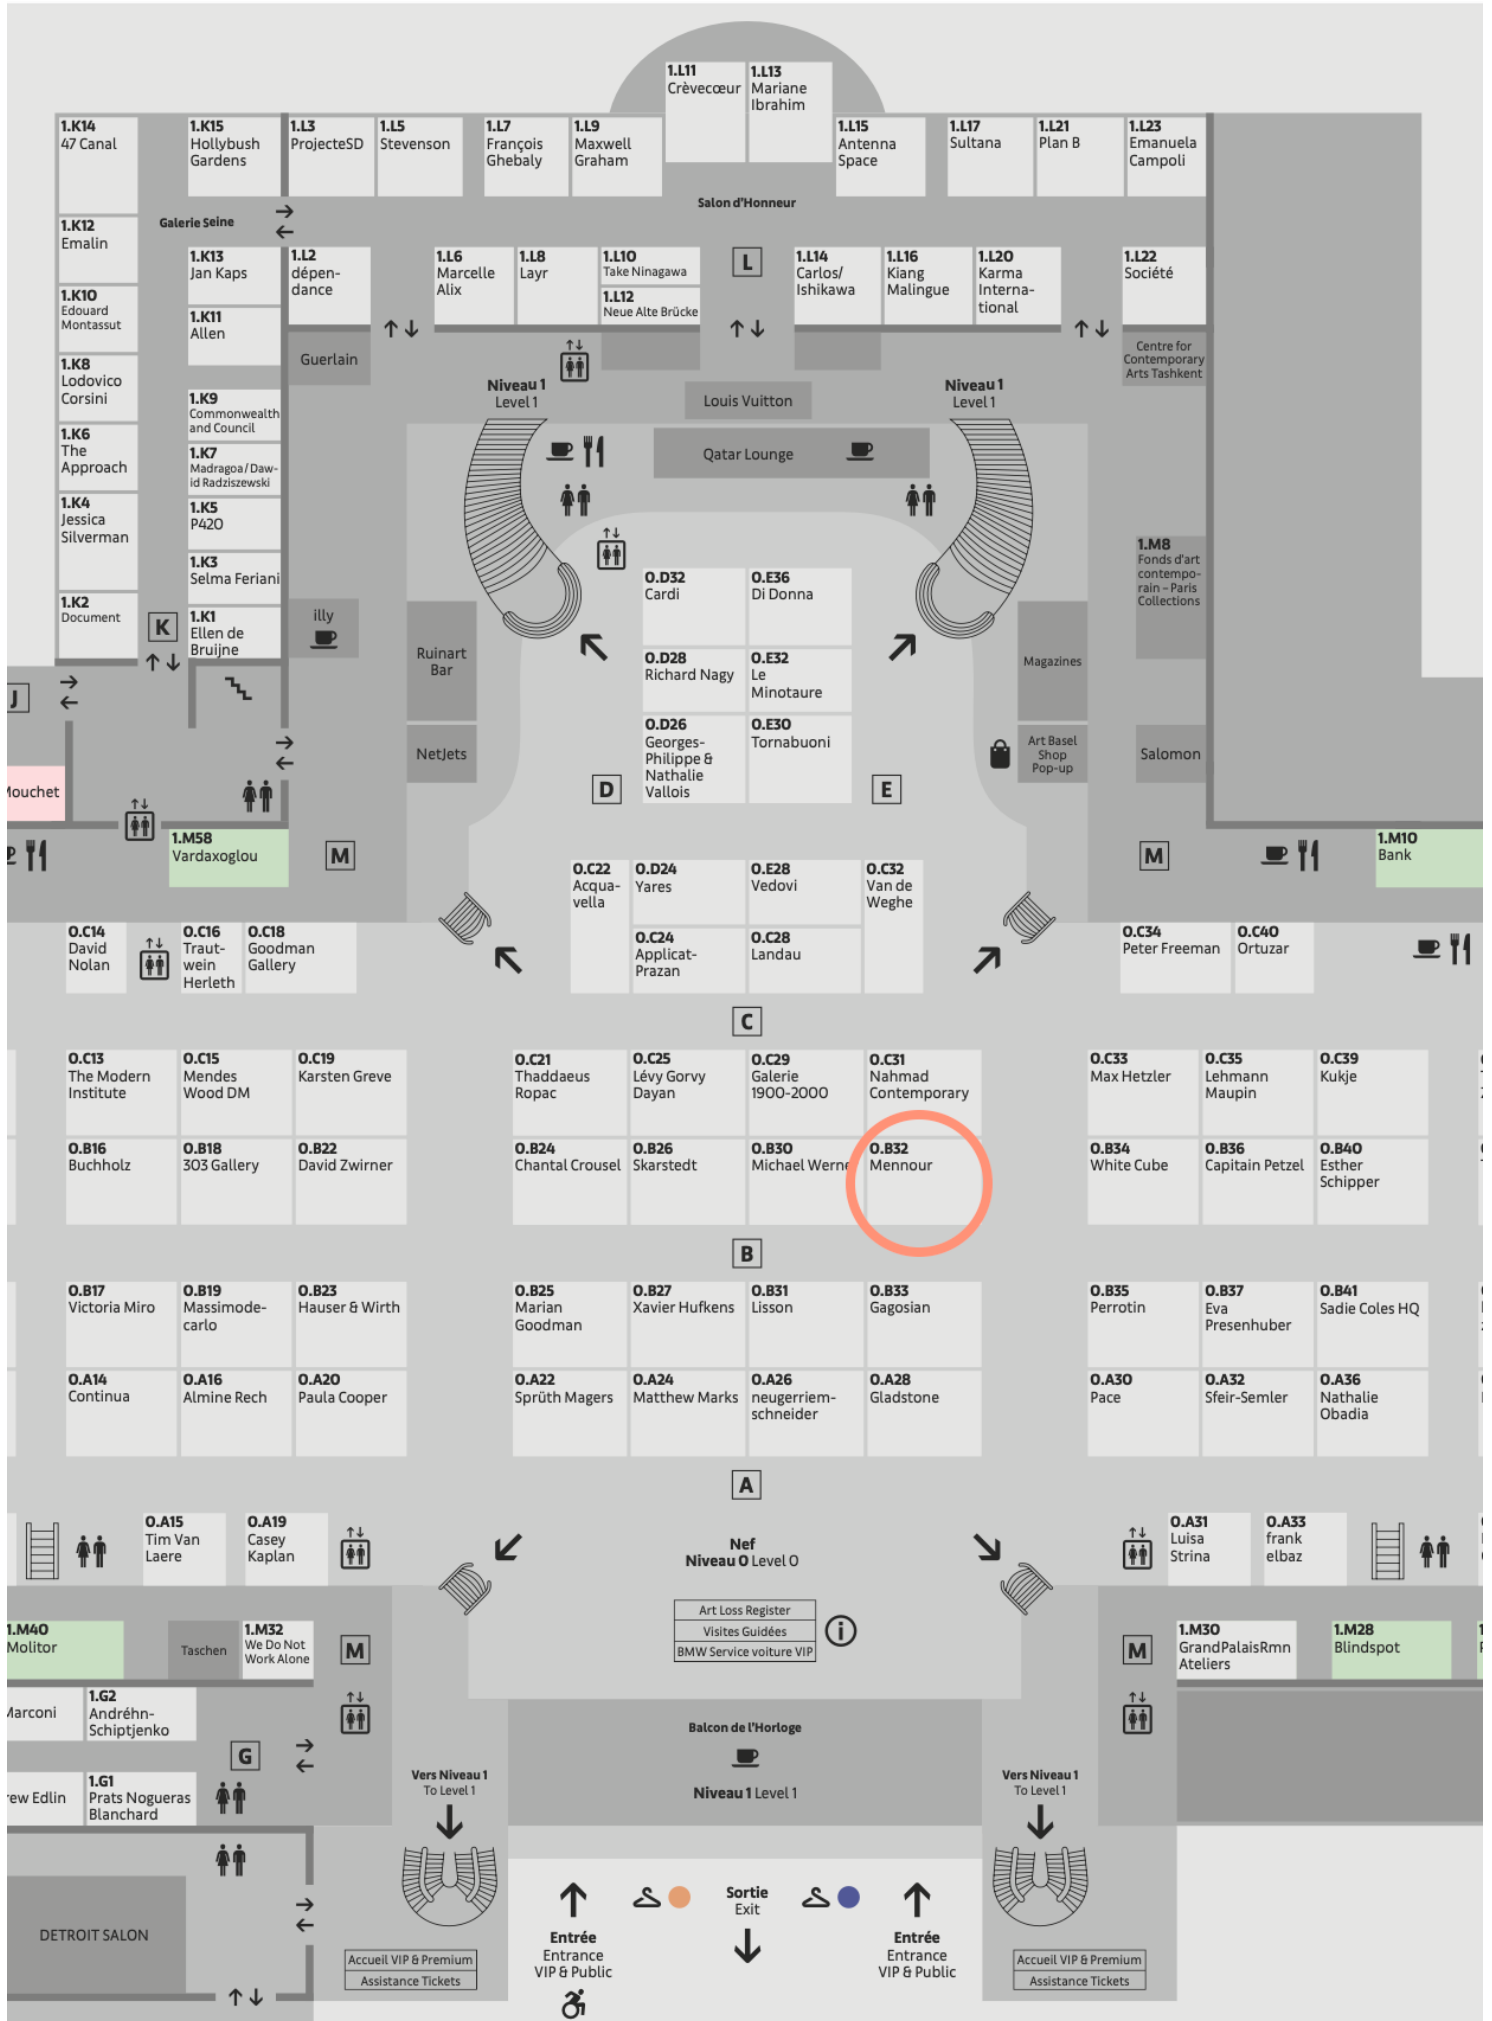 1.L11
Crèvecœur
1.L13
Mariane
Ibrahim
1.K14
47 Canal
1.K15
Hollybush
Gardens
1.L3
ProjecteSD
1.L5
Stevenson
1.L7
François
Ghebaly
1.L9
Maxwell
Graham
1.L15
Antenna
Space
1.L17
Sultana
1.L21
Plan B
1.L23
Emanuela
Campoli
Salon d'Honneur
1.K12
Emalin
Galerie Seine
1.K13
Jan Kaps
1.L2
dépen-
dance
1.L6
Marcelle
Alix
1.L8
Layr
1.L10
Take Ninagawa
1.L12
Neue Alte Brücke
L
1.L14
Carlos/
Ishikawa
1.L16
Kiang
Malingue
1.L20
Karma
Interna-
tional
1.L22
Société
1.K10
Edouard
Montassut
1.K11
Allen
Guerlain
Centre for
Contemporary
Arts Tashkent
1.K8
Lodovico
Corsini
1.K9
Commonwealth
and Council
Niveau 1
Level 1
Louis Vuitton
Niveau 1
Level 1
1.K6
The
Approach
1.K7
Madragoa/Daw-
id Radziszewski
Qatar Lounge
1.K4
Jessica
Silverman
1.K5
P420
1.K3
Selma Feriani
1.M8
Fonds d'art
contempo-
rain – Paris
Collections
1.K2
Document
K
1.K1
Ellen de
Bruijne
illy
0.D32
Cardi
0.E36
Di Donna
Ruinart
Bar
0.D28
Richard Nagy
0.E32
Le
Minotaure
Magazines
J
NetJets
0.D26
Georges-
Philippe &
Nathalie
Vallois
0.E30
Tornabuoni
Art Basel
Shop
Pop-up
Salomon
D
E
Mouchet
1.M58
Vardaxoglou
M
M
1.M10
Bank
0.C22
Acqua-
vella
0.D24
Yares
0.E28
Vedovi
0.C32
Van de
Weghe
0.C14
David
Nolan
0.C16
Traut-
wein
Herleth
0.C18
Goodman
Gallery
0.C24
Applicat-
Prazan
0.C28
Landau
0.C34
Peter Freeman
0.C40
Ortuzar
C
0.C13
The Modern
Institute
0.C15
Mendes
Wood DM
0.C19
Karsten Greve
0.C21
Thaddaeus
Ropac
0.C25
Lévy Gorvy
Dayan
0.C29
Galerie
1900-2000
0.C31
Nahmad
Contemporary
0.C33
Max Hetzler
0.C35
Lehmann
Maupin
0.C39
Kukje
0.B16
Buchholz
0.B18
303 Gallery
0.B22
David Zwirner
0.B24
Chantal Crousel
0.B26
Skarstedt
0.B30
Michael Werne
0.B32
Mennour
0.B34
White Cube
0.B36
Capitain Petzel
0.B40
Esther
Schipper
B
0.B17
Victoria Miro
0.B19
Massimode-
carlo
0.B23
Hauser & Wirth
0.B25
Marian
Goodman
0.B27
Xavier Hufkens
0.B31
Lisson
0.B33
Gagosian
0.B35
Perrotin
0.B37
Eva
Presenhuber
0.B41
Sadie Coles HQ
0.A14
Continua
0.A16
Almine Rech
0.A20
Paula Cooper
0.A22
Sprüth Magers
0.A24
Matthew Marks
0.A26
neugerriem-
schneider
0.A28
Gladstone
0.A30
Pace
0.A32
Sfeir-Semler
0.A36
Nathalie
Obadia
A
0.A15
Tim Van
Laere
0.A19
Casey
Kaplan
Nef
Niveau 0 Level 0
0.A31
Luisa
Strina
0.A33
frank
elbaz
Art Loss Register
Visites Guidées
BMW Service voiture VIP
i
1.M40
Molitor
Taschen
1.M32
We Do Not
Work Alone
M
M
1.M30
GrandPalaisRmn
Ateliers
1.M28
Blindspot
Marconi
1.G2
Andréhn-
Schiptjenko
G
Balcon de l'Horloge
Niveau 1 Level 1
rew Edlin
1.G1
Prats Nogueras
Blanchard
Vers Niveau 1
To Level 1
Vers Niveau 1
To Level 1
DETROIT SALON
Entrée
Entrance
VIP & Public
Sortie
Exit
Entrée
Entrance
VIP & Public
Accueil VIP & Premium
Assistance Tickets
Accueil VIP & Premium
Assistance Tickets